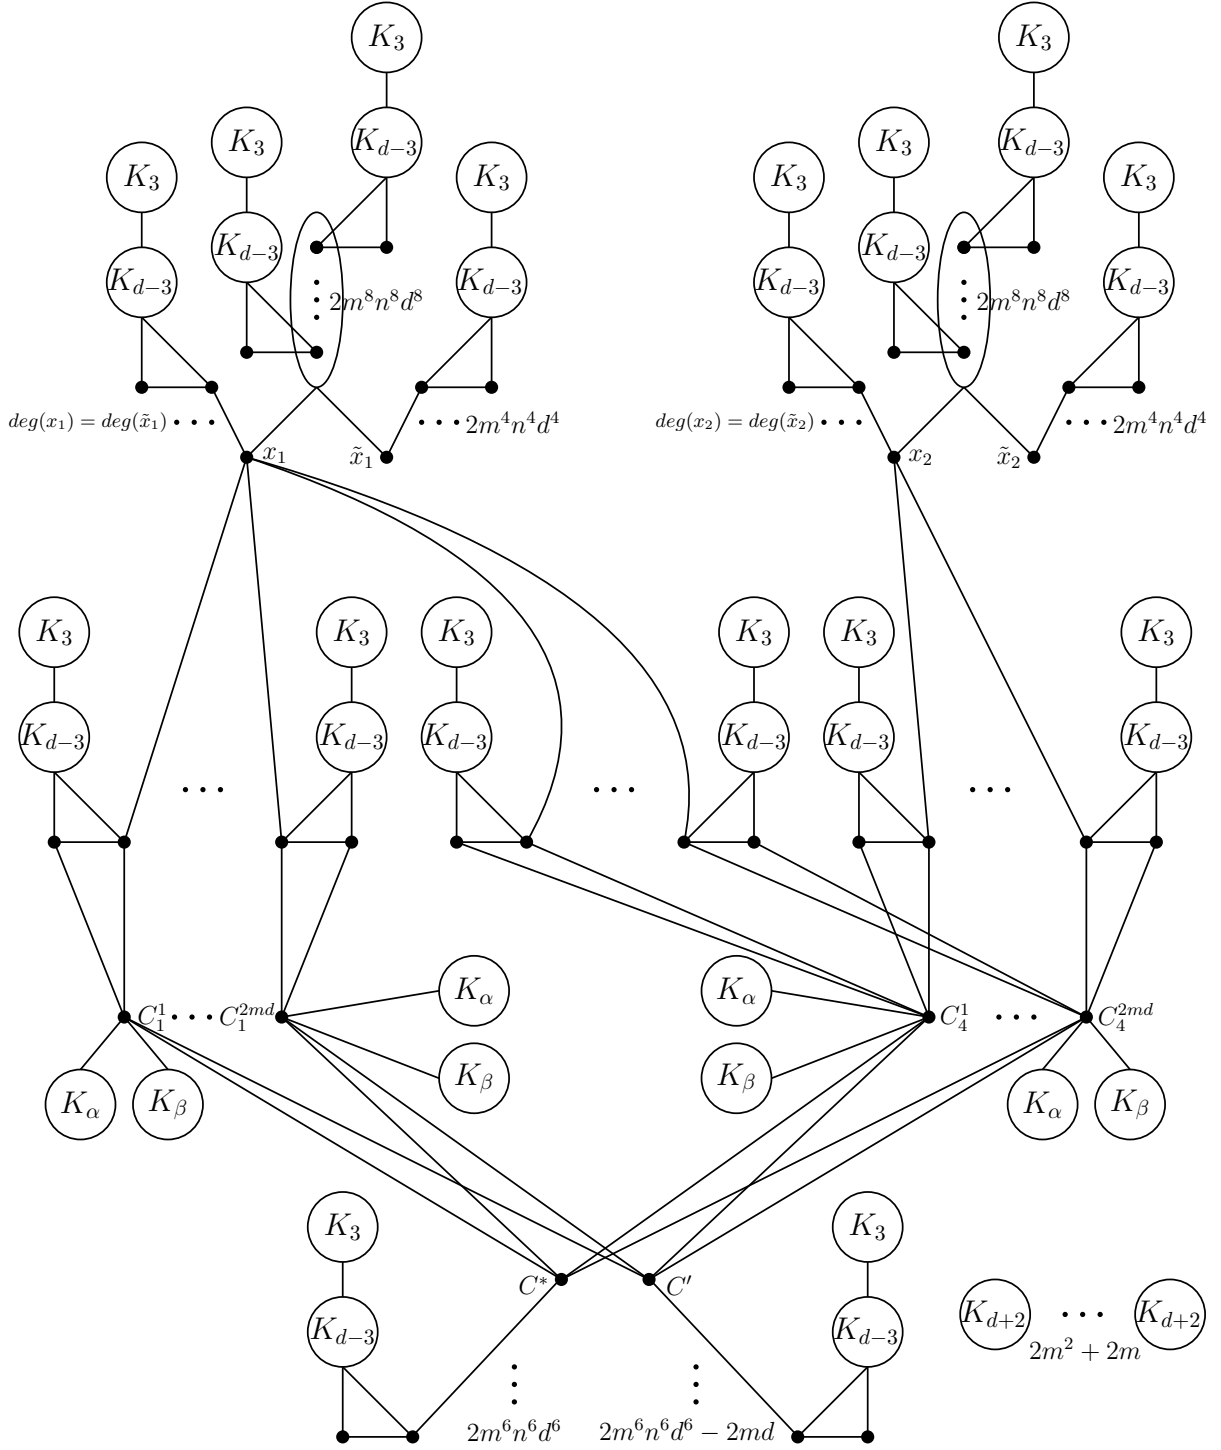 K_3 K_3
K_3 K_{d-3} K_{d-3} K_3
K_3 K_3 K_3 K_3
K_{d-3} K_{d-3}
K_{d-3} K_{d-3} K_{d-3} K_{d-3}
2m^8n^8d^8 2m^8n^8d^8
deg(x_1) = deg(x̃_1) ··· ··· 2m^4n^4d^4 deg(x_2) = deg(x̃_2) ··· ··· 2m^4n^4d^4
x_1 x̃_1 x_2 x̃_2
K_3 K_3 K_3 K_3 K_3 K_3
K_{d-3} K_{d-3} K_{d-3} K_{d-3} K_{d-3} K_{d-3}
··· ··· ···
K_α K_α
C_1^1 ··· C_1^{2md} C_4^1 ··· C_4^{2md}
K_β K_β
K_α K_β K_α K_β
K_3 K_3
C^* C'
K_{d-3} K_{d-3} K_{d+2} ··· K_{d+2}
2m^2 + 2m
2m^6n^6d^6 2m^6n^6d^6 − 2md